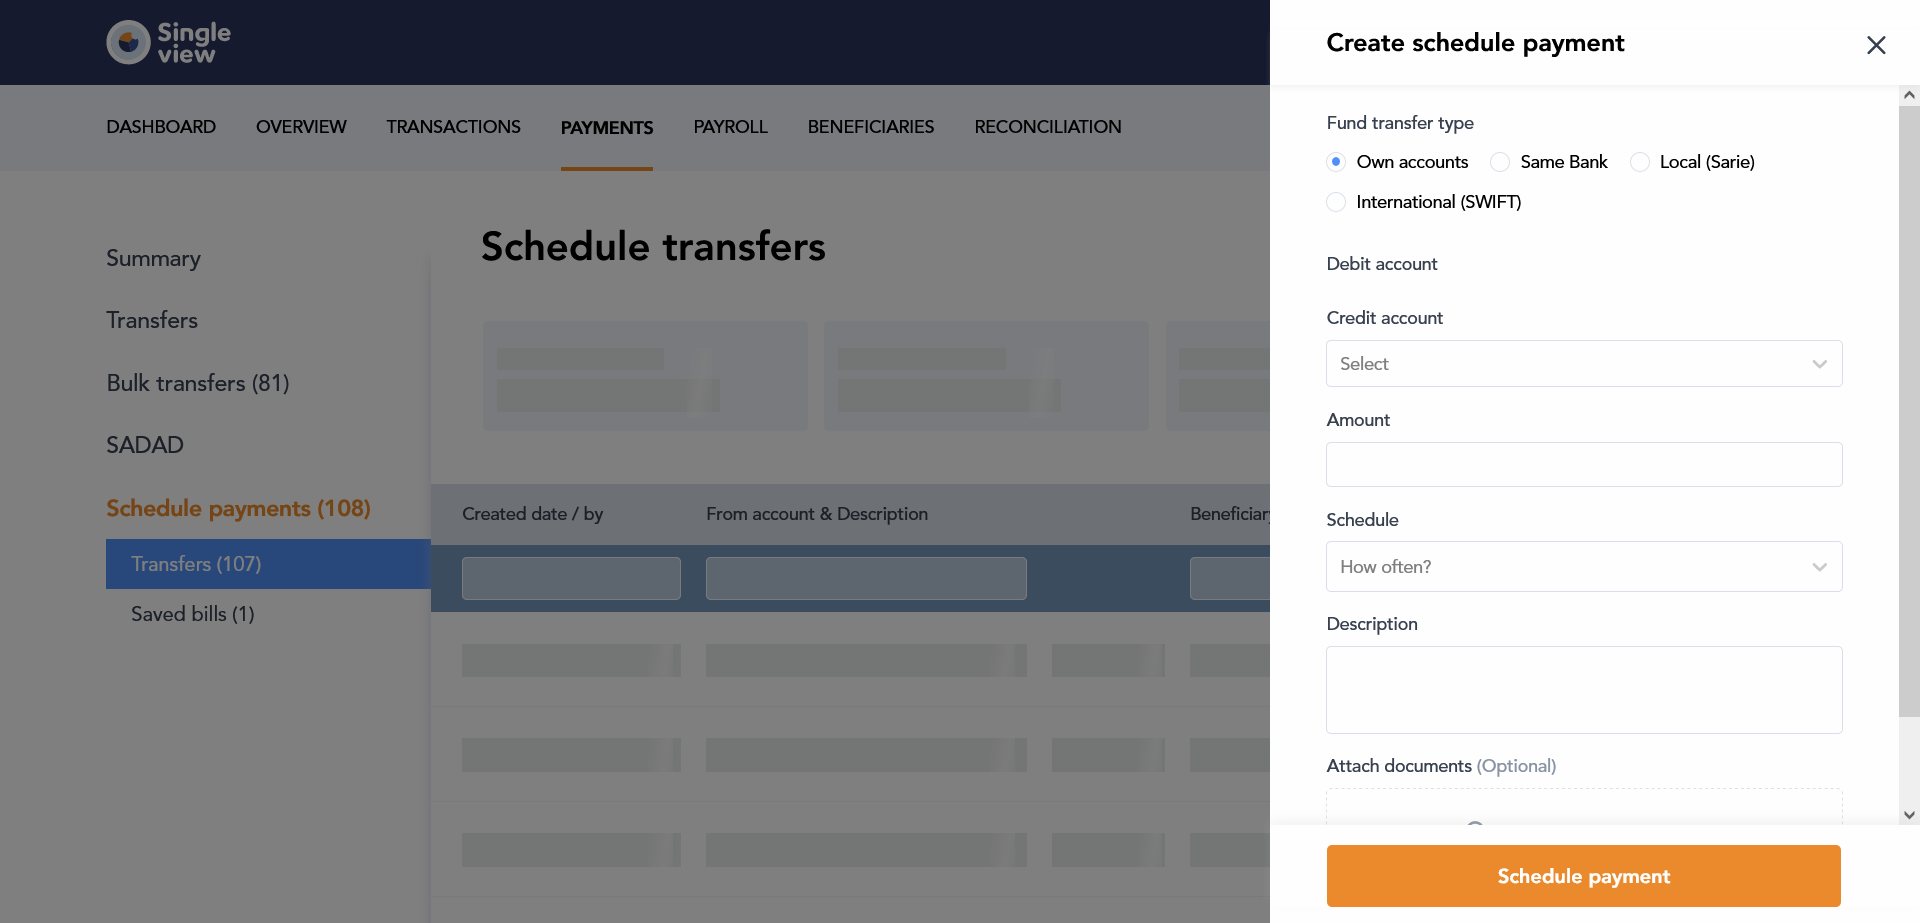 Single
view
DASHBOARD OVERVIEW TRANSACTIONS PAYMENTS PAYROLL BENEFICIARIES RECONCILIATION
Summary
Transfers
Bulk transfers (81)
SADAD
Schedule payments (108)
Transfers (107)
Saved bills (1)
Schedule transfers
Created date / by From account & Description Beneficiary
Create schedule payment
Fund transfer type
Own accounts Same Bank Local (Sarie)
International (SWIFT)
Debit account
Credit account
Select
Amount
Schedule
How often?
Description
Attach documents (Optional)
Schedule payment